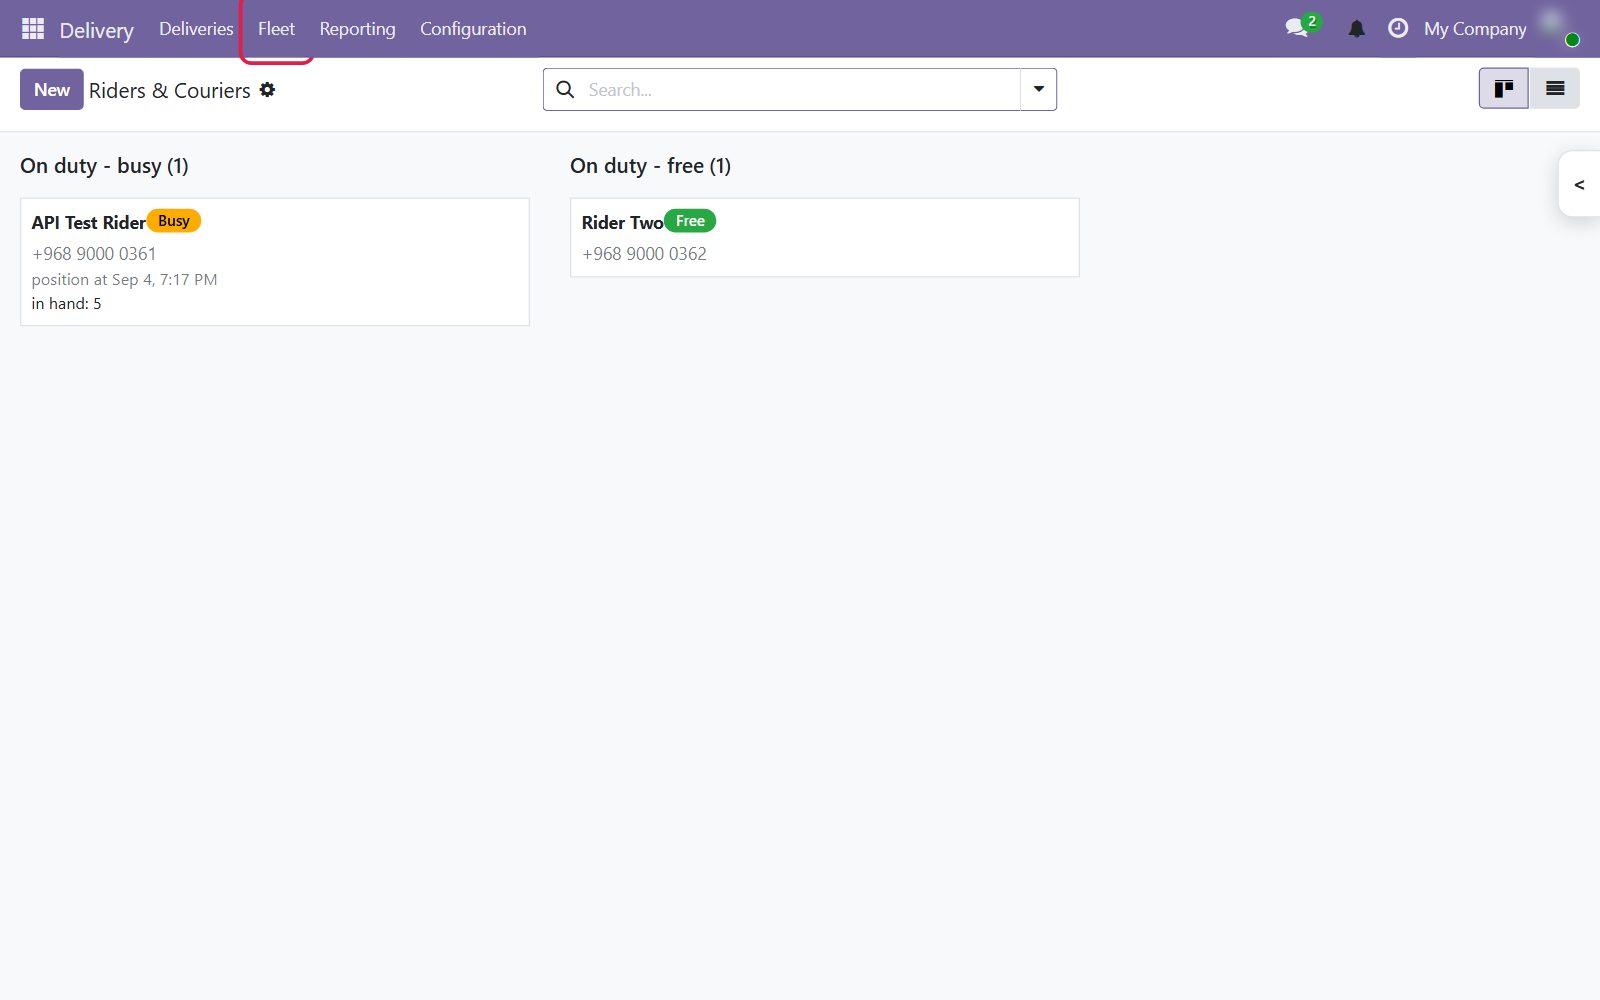 Delivery Deliveries Fleet Reporting Configuration 2 My Company
New Riders & Couriers Search...
On duty - busy (1)
API Test Rider Busy
+968 9000 0361
position at Sep 4, 7:17 PM
in hand: 5
On duty - free (1)
Rider Two Free
+968 9000 0362
<